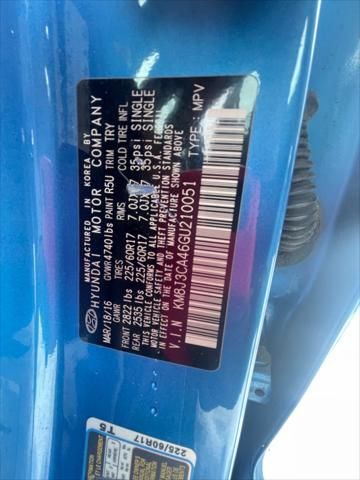 MANUFACTURED IN KOREA BY
HYUNDAI MOTOR COMPANY
MAR/18/16 GVWR 4740lbs PAINT R5U TRIM TRY
GAWR TIRES RIMS COLD TIRE INFL
FRONT 2822 lbs 225/60R17 7.0JX17 35psi SINGLE
REAR 2535 lbs 225/60R17 7.0JX17 35psi SINGLE
THIS VEHICLE CONFORMS TO ALL APPLICABLE U.S.A. FEDERAL
MOTOR VEHICLE SAFETY AND THEFT PREVENTION STANDARDS
IN EFFECT ON THE DATE OF MANUFACTURE SHOWN ABOVE.
V.I.N KM8J3CA46GU210051 TYPE: MPV
T5
225/60R17